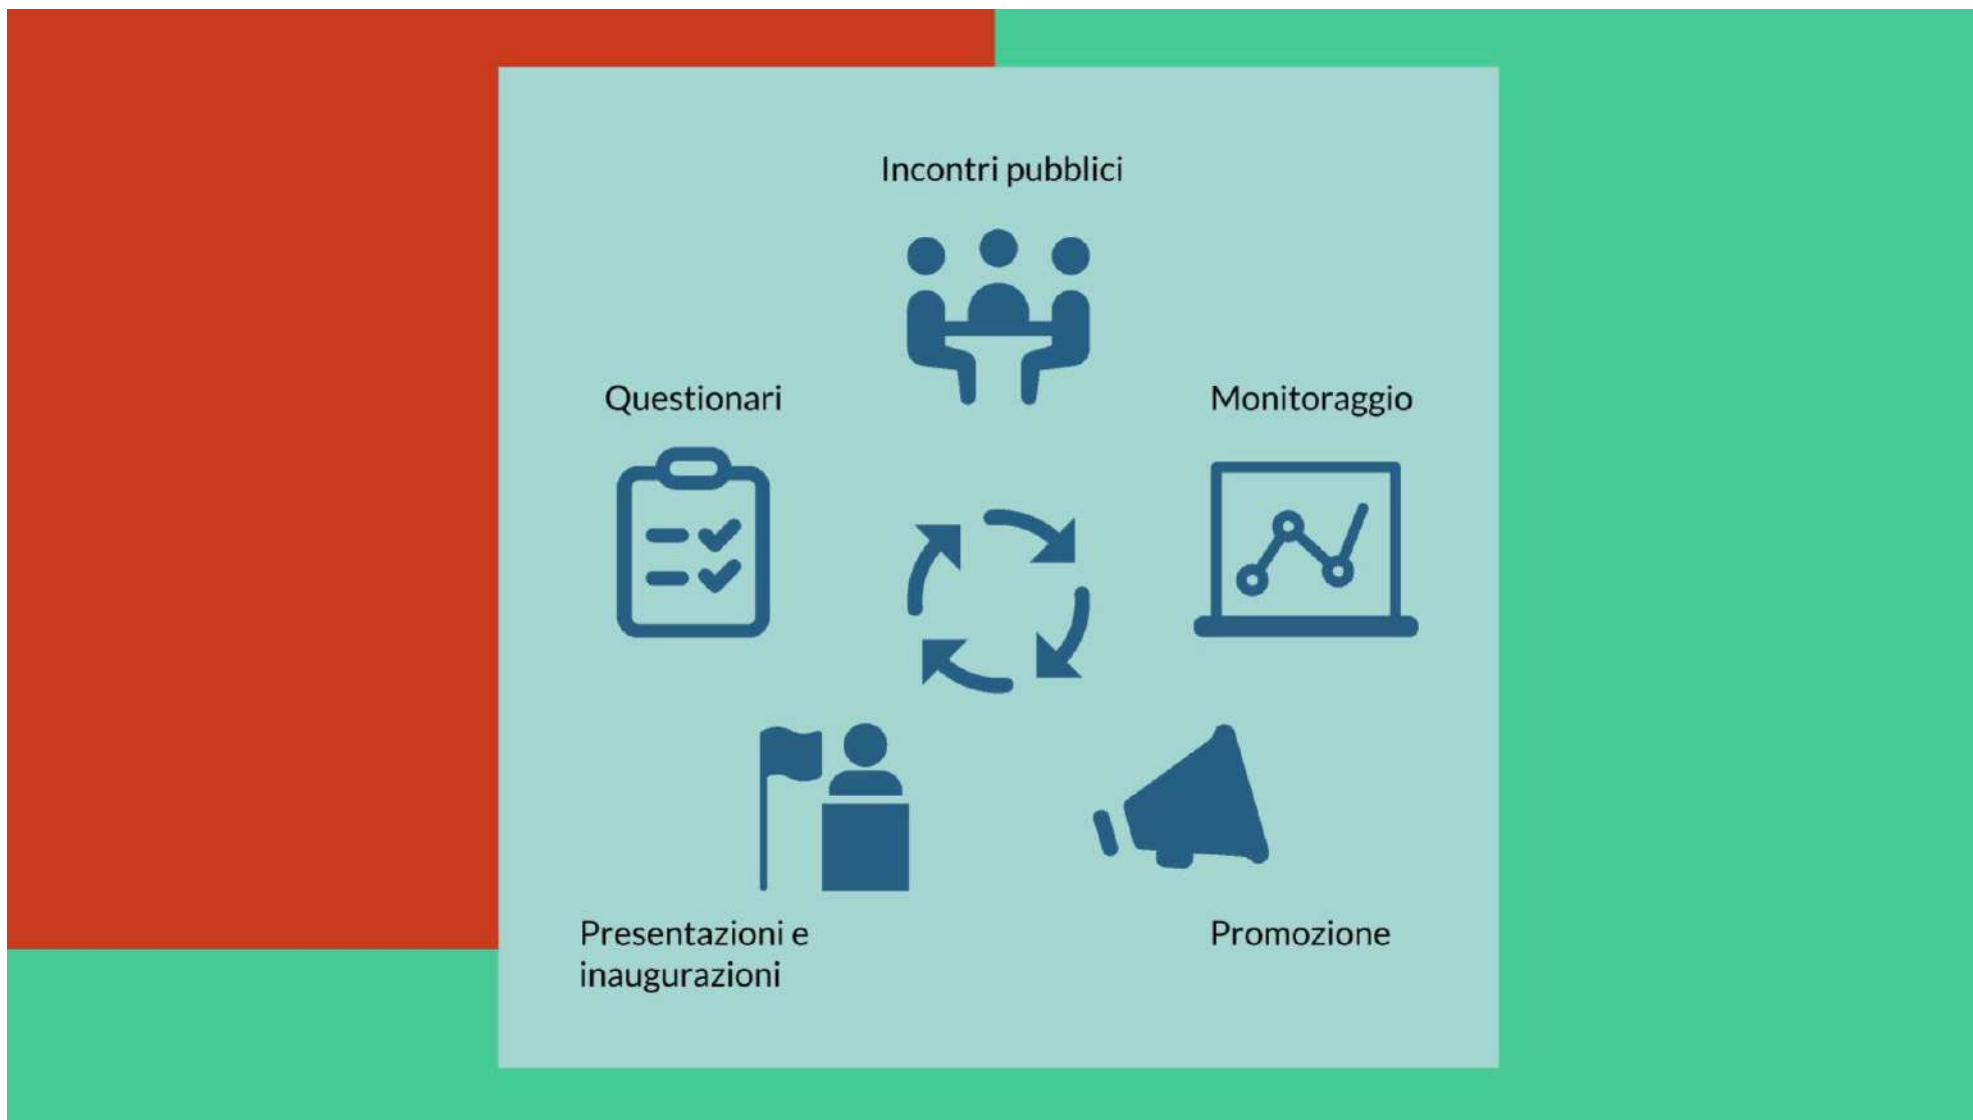 Incontri pubblici
Questionari
Monitoraggio
Presentazioni e
inaugurazioni
Promozione